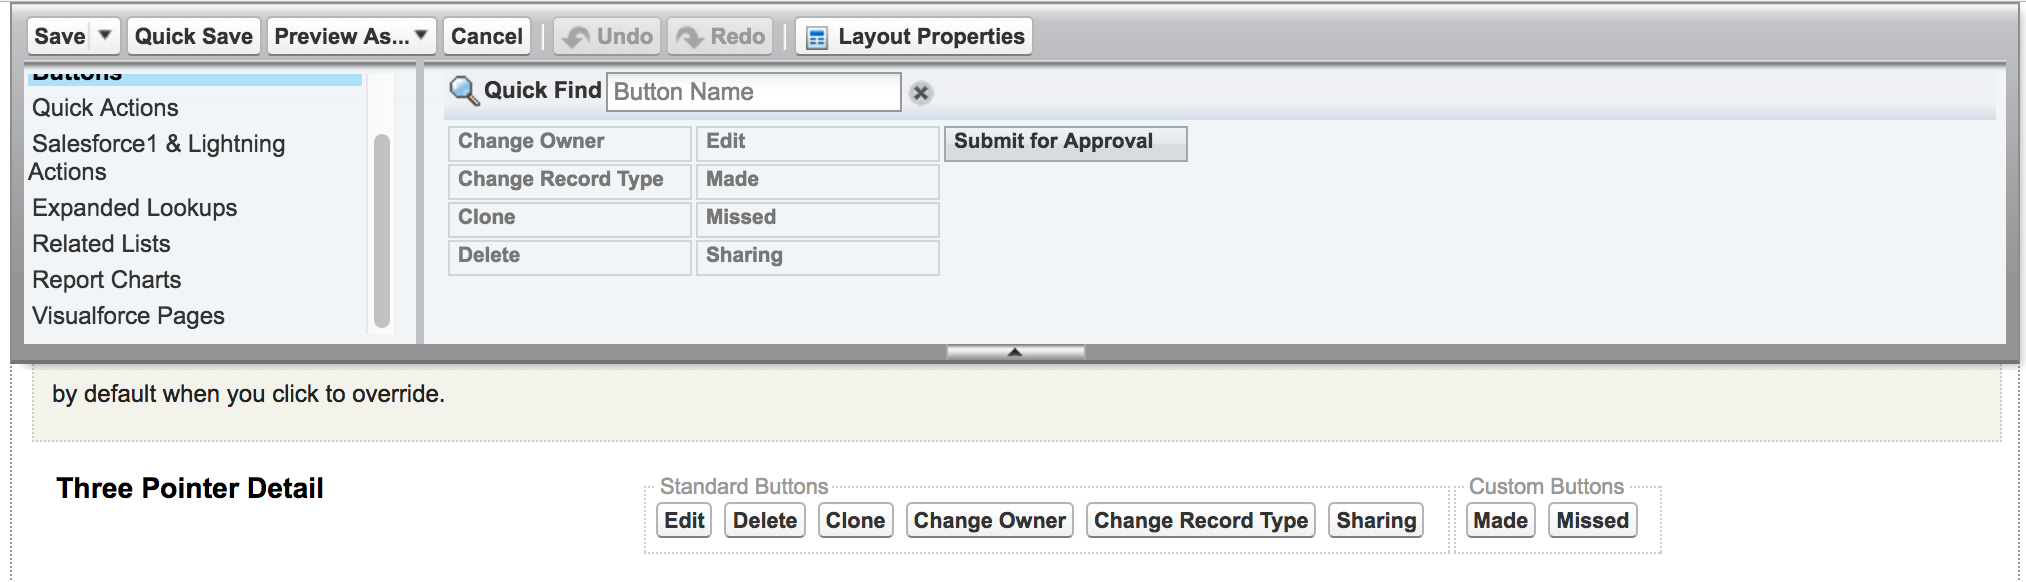 Save Quick Save Preview As... Cancel Undo Redo Layout Properties
Buttons
Quick Actions
Salesforce1 & Lightning
Actions
Expanded Lookups
Related Lists
Report Charts
Visualforce Pages
Quick Find Button Name
Change Owner Edit Submit for Approval
Change Record Type Made
Clone Missed
Delete Sharing
by default when you click to override.
Three Pointer Detail
Standard Buttons
Edit Delete Clone Change Owner Change Record Type Sharing
Custom Buttons
Made Missed